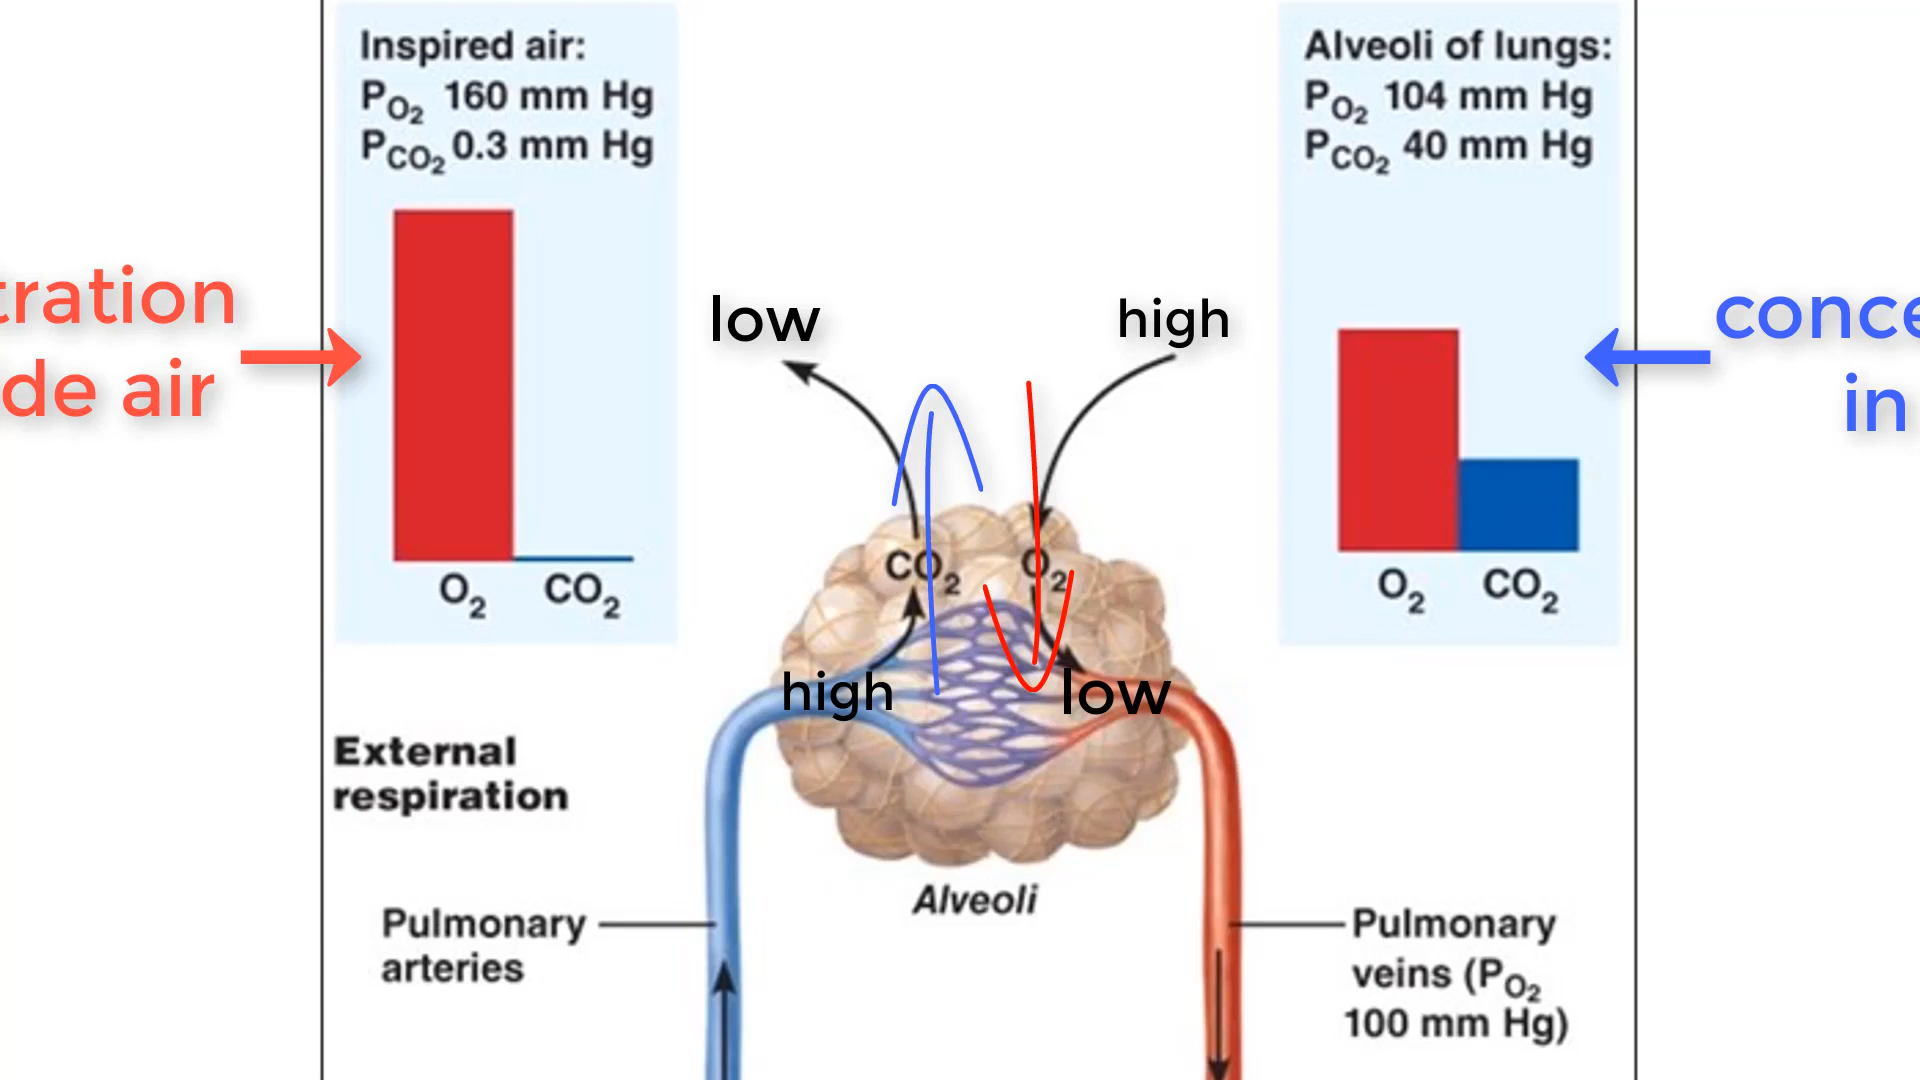 Inspired air:
PO2 160 mm Hg
PCO2 0.3 mm Hg
O2 CO2
Alveoli of lungs:
PO2 104 mm Hg
PCO2 40 mm Hg
O2 CO2
tration
de air
conce
in
low
high
CO2
O2
high
low
External
respiration
Alveoli
Pulmonary
arteries
Pulmonary
veins (PO2
100 mm Hg)